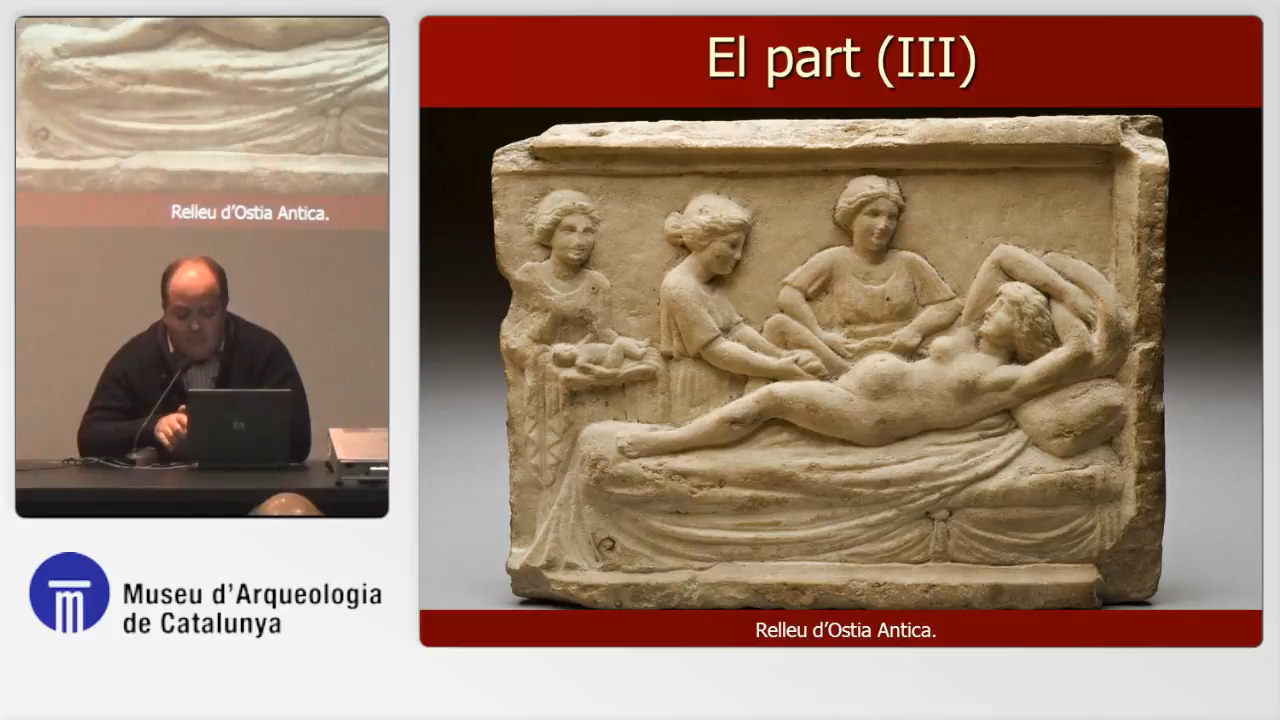 Relleu d'Ostia Antica.
Museu d'Arqueologia
de Catalunya
El part (III)
Relleu d'Ostia Antica.